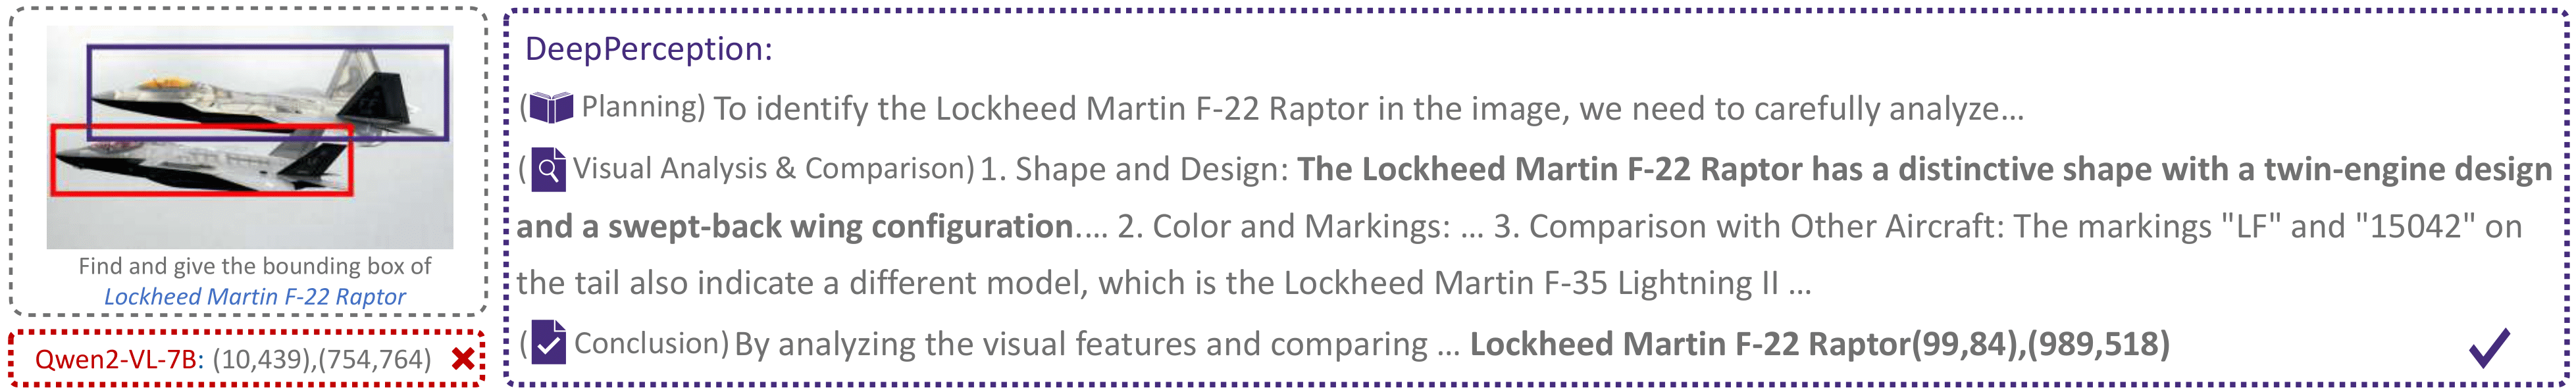 Find and give the bounding box of
Lockheed Martin F-22 Raptor
Qwen2-VL-7B: (10,439),(754,764)
DeepPerception:
( Planning) To identify the Lockheed Martin F-22 Raptor in the image, we need to carefully analyze…
( Visual Analysis & Comparison) 1. Shape and Design: The Lockheed Martin F-22 Raptor has a distinctive shape with a twin-engine design
and a swept-back wing configuration.… 2. Color and Markings: … 3. Comparison with Other Aircraft: The markings "LF" and "15042" on
the tail also indicate a different model, which is the Lockheed Martin F-35 Lightning II …
( Conclusion) By analyzing the visual features and comparing … Lockheed Martin F-22 Raptor(99,84),(989,518)